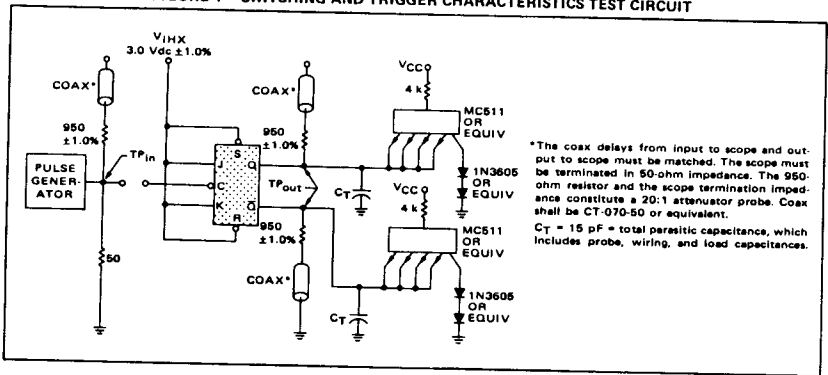 SWITCHING AND TRIGGER CHARACTERISTICS TEST CIRCUIT
VIHX
3.0 Vdc ±1.0%
COAX*
950
±1.0%
TPin
PULSE
GENER-
ATOR
50
S
J
C
K
R
Q
Q̅
COAX*
950
±1.0%
TPout
950
±1.0%
COAX*
CT
VCC
4 k
MC511
OR
EQUIV
1N3605
OR
EQUIV
VCC
4 k
MC511
OR
EQUIV
CT
1N3605
OR
EQUIV
*The coax delays from input to scope and out-
put to scope must be matched. The scope must
be terminated in 50-ohm impedance. The 950-
ohm resistor and the scope termination imped-
ance constitute a 20:1 attenuator probe. Coax
shall be CT-070-50 or equivalent.
CT = 15 pF = total parasitic capacitance, which
includes probe, wiring, and load capacitances.